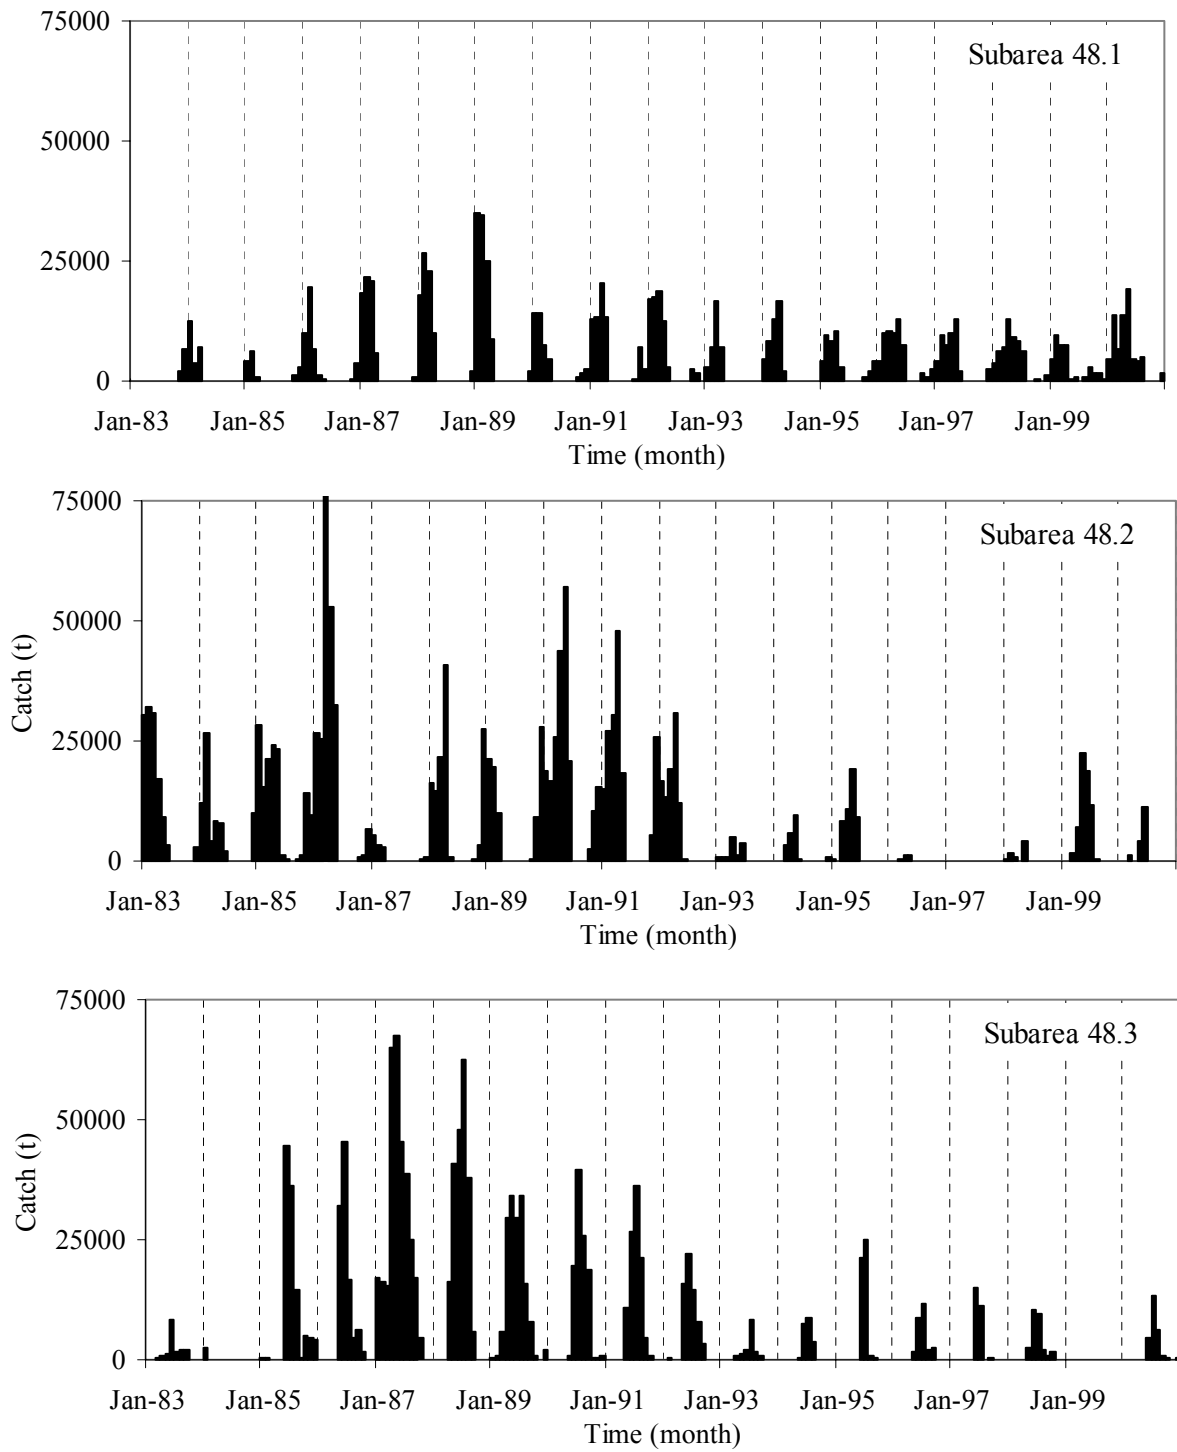 75000
Subarea 48.1
50000
25000
0
Jan-83 Jan-85 Jan-87 Jan-89 Jan-91 Jan-93 Jan-95 Jan-97 Jan-99
Time (month)
75000
Subarea 48.2
50000
Catch (t)
25000
0
Jan-83 Jan-85 Jan-87 Jan-89 Jan-91 Jan-93 Jan-95 Jan-97 Jan-99
Time (month)
75000
Subarea 48.3
50000
Catch (t)
25000
0
Jan-83 Jan-85 Jan-87 Jan-89 Jan-91 Jan-93 Jan-95 Jan-97 Jan-99
Time (month)